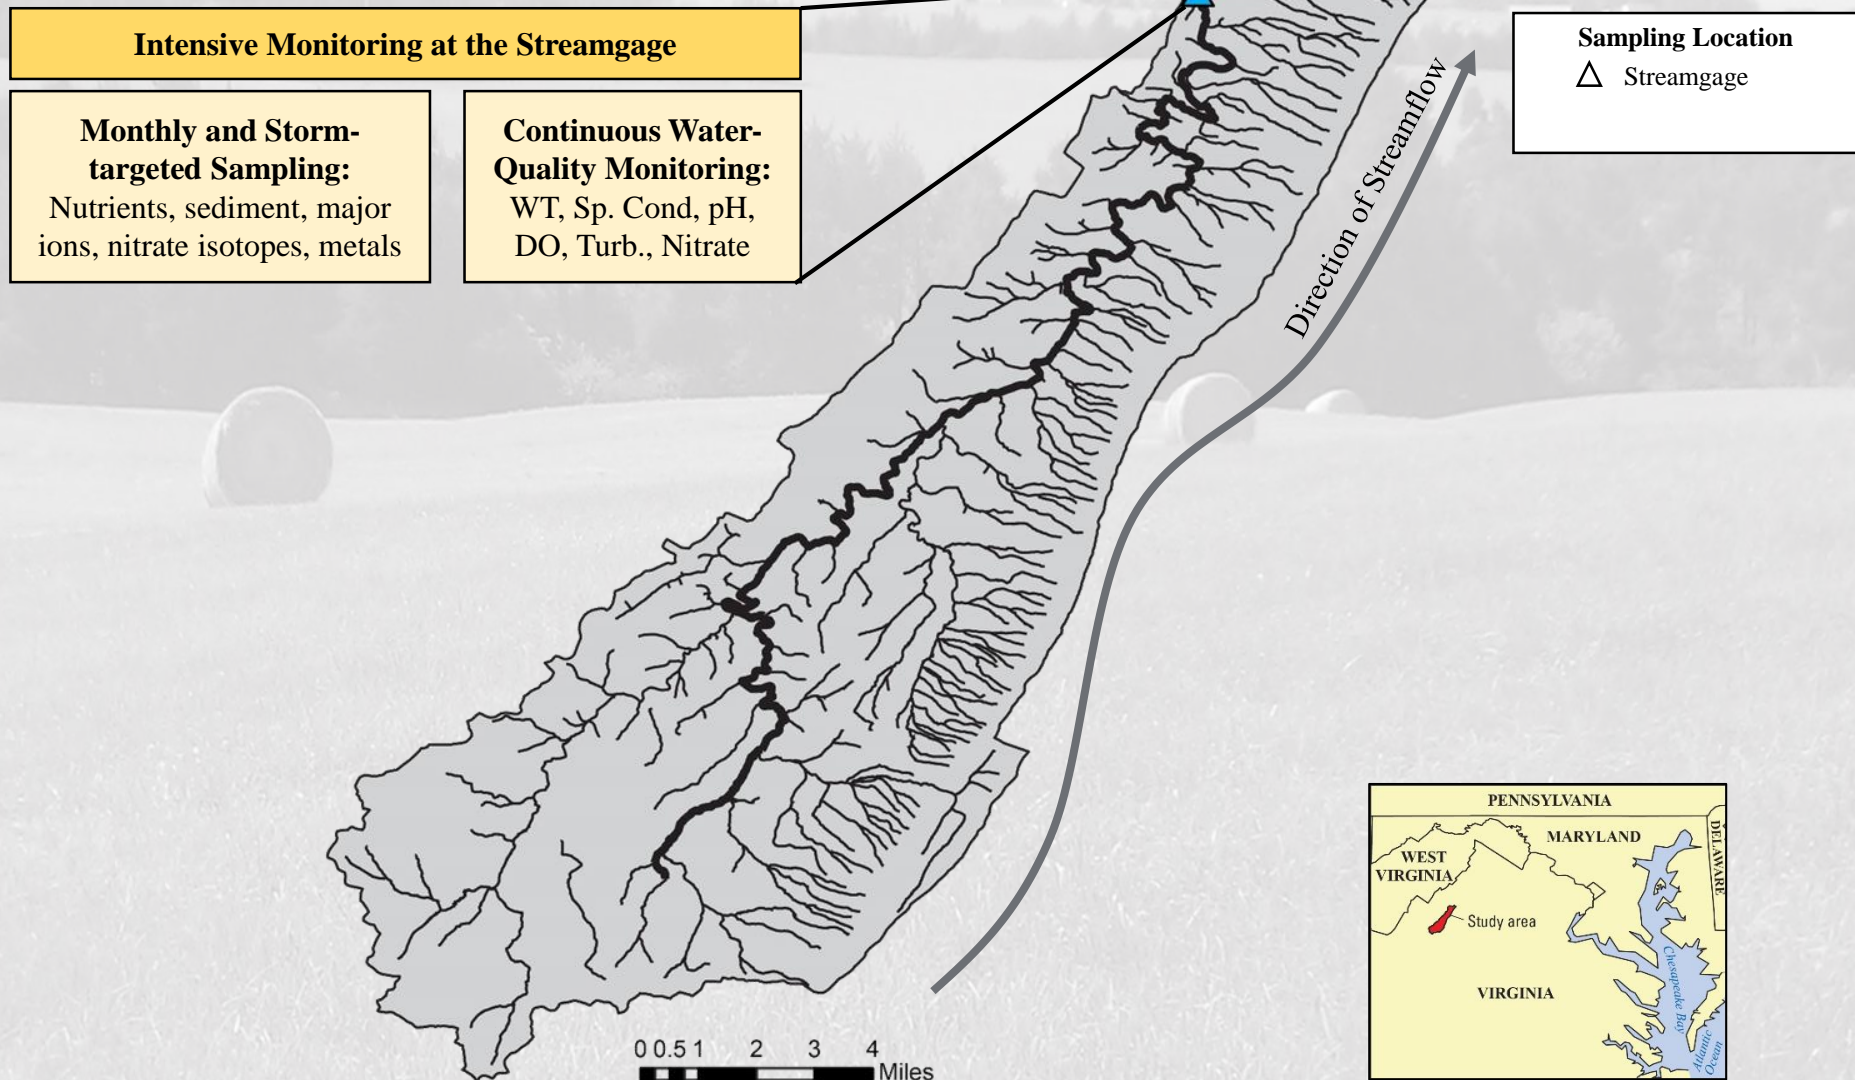 Intensive Monitoring at the Streamgage
Monthly and Storm-
targeted Sampling:
Nutrients, sediment, major
ions, nitrate isotopes, metals
Continuous Water-
Quality Monitoring:
WT, Sp. Cond, pH,
DO, Turb., Nitrate
Sampling Location
Streamgage
Direction of Streamflow
PENNSYLVANIA
MARYLAND
DELAWARE
WEST
VIRGINIA
Study area
VIRGINIA
Chesapeake Bay
Atlantic
Ocean
0 0.5 1 2 3 4
Miles